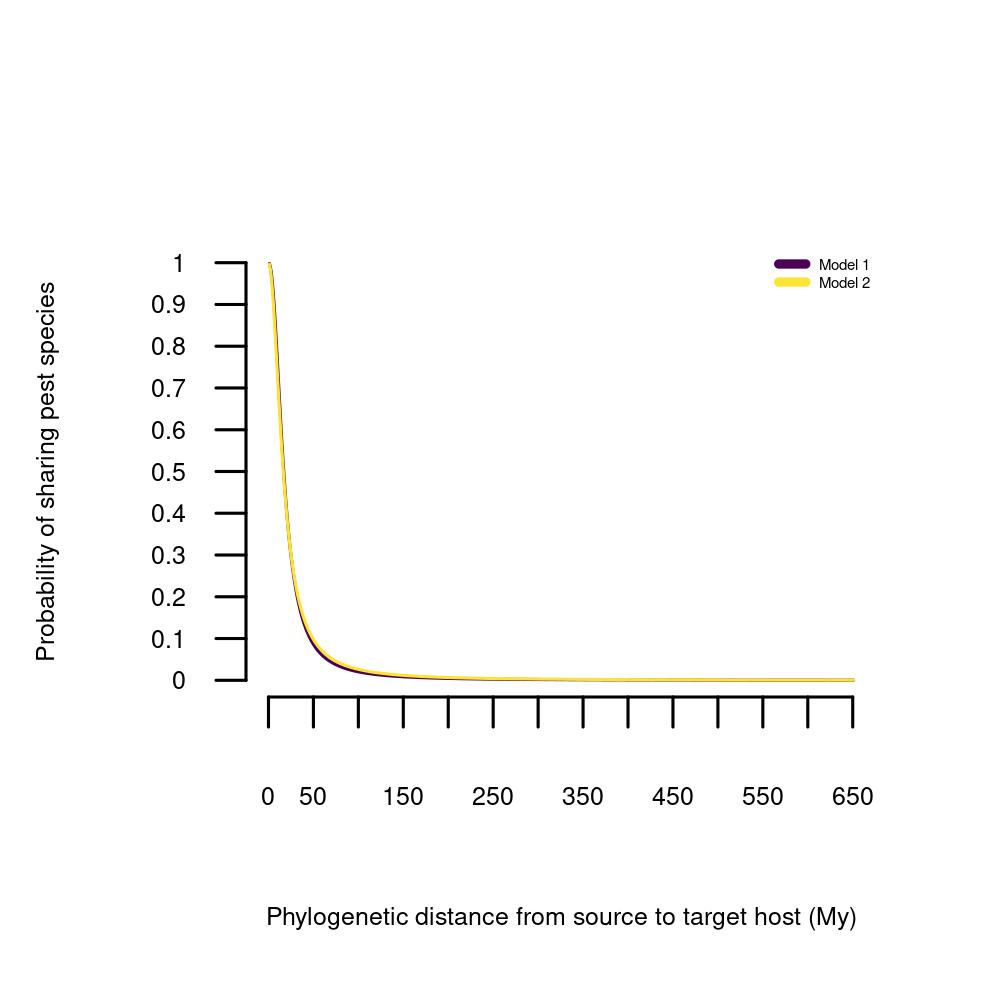 Probability of sharing pest species
1
0.9
0.8
0.7
0.6
0.5
0.4
0.3
0.2
0.1
0
Model 1
Model 2
0 50 150 250 350 450 550 650
Phylogenetic distance from source to target host (My)